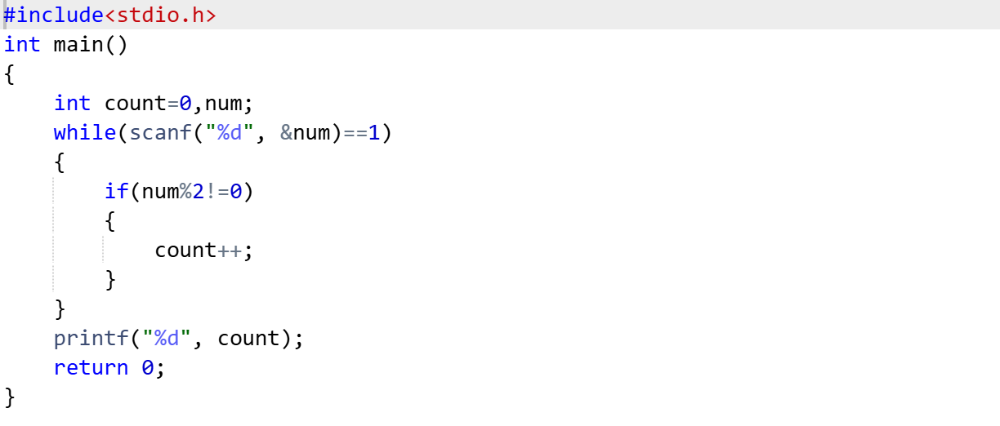 #include<stdio.h>
int main()
{
    int count=0,num;
    while(scanf("%d", &num)==1)
    {
        if(num%2!=0)
        {
            count++;
        }
    }
    printf("%d", count);
    return 0;
}